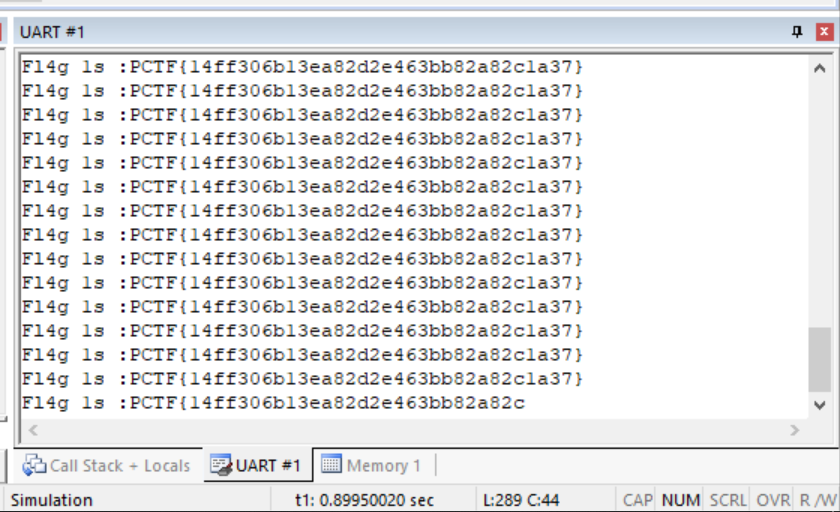 UART #1
Fl4g ls :PCTF{14ff306b13ea82d2e463bb82a82c1a37}
Fl4g ls :PCTF{14ff306b13ea82d2e463bb82a82c1a37}
Fl4g ls :PCTF{14ff306b13ea82d2e463bb82a82c1a37}
Fl4g ls :PCTF{14ff306b13ea82d2e463bb82a82c1a37}
Fl4g ls :PCTF{14ff306b13ea82d2e463bb82a82c1a37}
Fl4g ls :PCTF{14ff306b13ea82d2e463bb82a82c1a37}
Fl4g ls :PCTF{14ff306b13ea82d2e463bb82a82c1a37}
Fl4g ls :PCTF{14ff306b13ea82d2e463bb82a82c1a37}
Fl4g ls :PCTF{14ff306b13ea82d2e463bb82a82c1a37}
Fl4g ls :PCTF{14ff306b13ea82d2e463bb82a82c1a37}
Fl4g ls :PCTF{14ff306b13ea82d2e463bb82a82c1a37}
Fl4g ls :PCTF{14ff306b13ea82d2e463bb82a82c1a37}
Fl4g ls :PCTF{14ff306b13ea82d2e463bb82a82c1a37}
Fl4g ls :PCTF{14ff306b13ea82d2e463bb82a82c1a37}
Fl4g ls :PCTF{14ff306b13ea82d2e463bb82a82c
Call Stack + Locals UART #1 Memory 1
Simulation t1: 0.89950020 sec L:289 C:44 CAP NUM SCRL OVR R /W